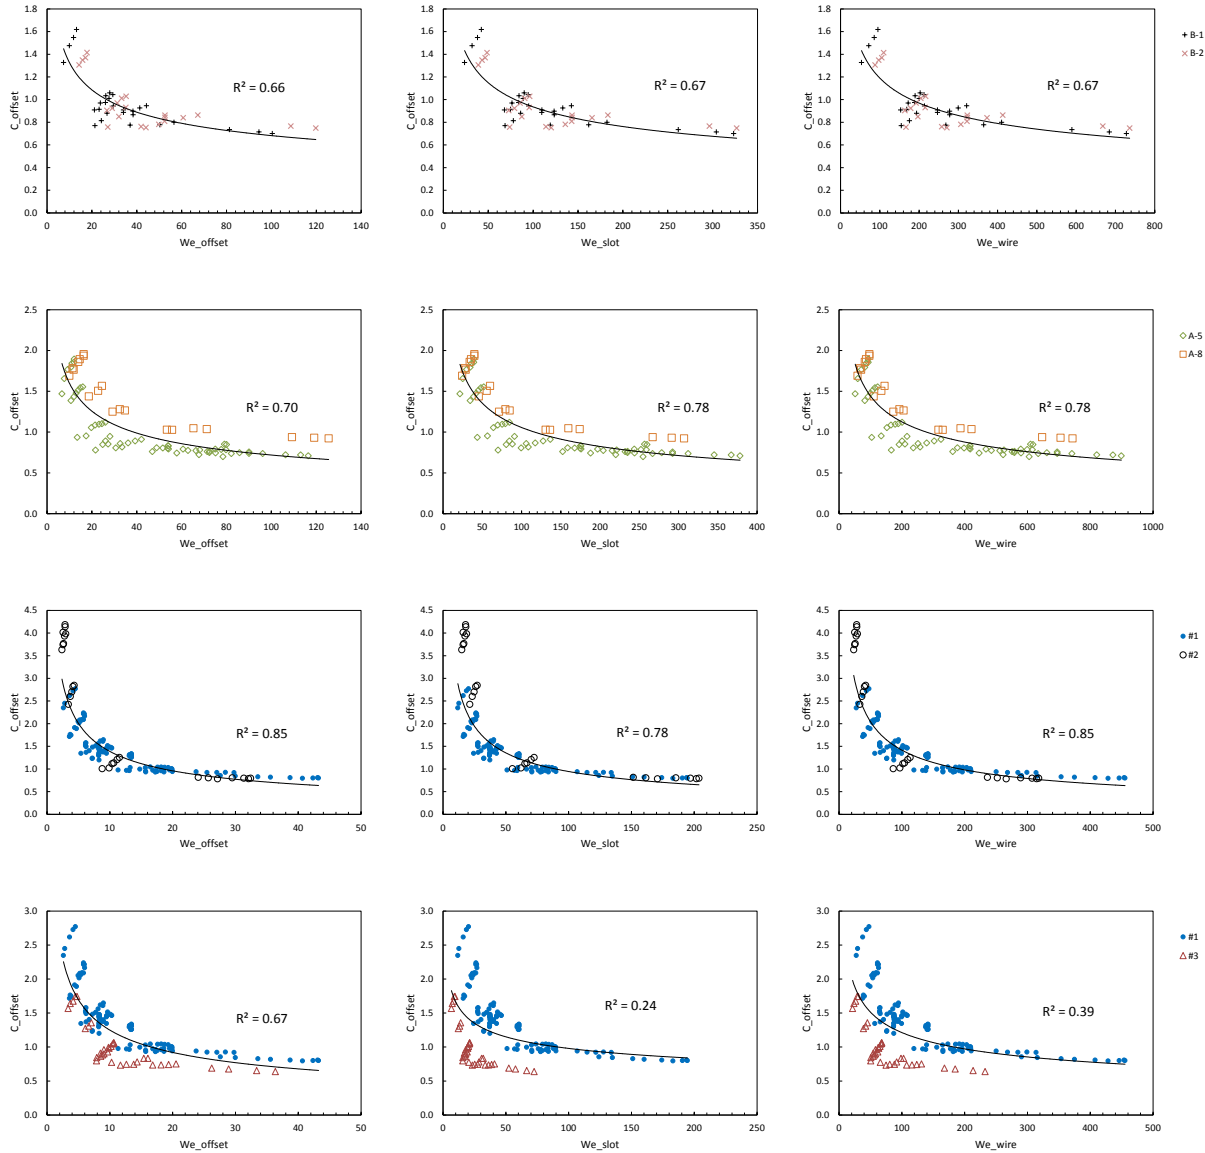 1.8
1.6
1.4
1.2
1.0
0.8
0.6
0.4
0.2
0.0
C_offset
R² = 0.66
0 20 40 60 80 100 120 140
We_offset
1.8
1.6
1.4
1.2
1.0
0.8
0.6
0.4
0.2
0.0
C_offset
R² = 0.67
0 50 100 150 200 250 300 350
We_slot
1.8
1.6
1.4
1.2
1.0
0.8
0.6
0.4
0.2
0.0
C_offset
R² = 0.67
0 100 200 300 400 500 600 700 800
We_wire
B-1
B-2
2.5
2.0
1.5
1.0
0.5
0.0
C_offset
R² = 0.70
0 20 40 60 80 100 120 140
We_offset
2.5
2.0
1.5
1.0
0.5
0.0
C_offset
R² = 0.78
0 50 100 150 200 250 300 350 400
We_slot
2.5
2.0
1.5
1.0
0.5
0.0
C_offset
R² = 0.78
0 200 400 600 800 1000
We_wire
A-5
A-8
4.5
4.0
3.5
3.0
2.5
2.0
1.5
1.0
0.5
0.0
C_offset
R² = 0.85
0 10 20 30 40 50
We_offset
4.5
4.0
3.5
3.0
2.5
2.0
1.5
1.0
0.5
0.0
C_offset
R² = 0.78
0 50 100 150 200 250
We_slot
4.5
4.0
3.5
3.0
2.5
2.0
1.5
1.0
0.5
0.0
C_offset
R² = 0.85
0 100 200 300 400 500
We_wire
#1
#2
3.0
2.5
2.0
1.5
1.0
0.5
0.0
C_offset
R² = 0.67
0 10 20 30 40 50
We_offset
3.0
2.5
2.0
1.5
1.0
0.5
0.0
C_offset
R² = 0.24
0 50 100 150 200 250
We_slot
3.0
2.5
2.0
1.5
1.0
0.5
0.0
C_offset
R² = 0.39
0 100 200 300 400 500
We_wire
#1
#3